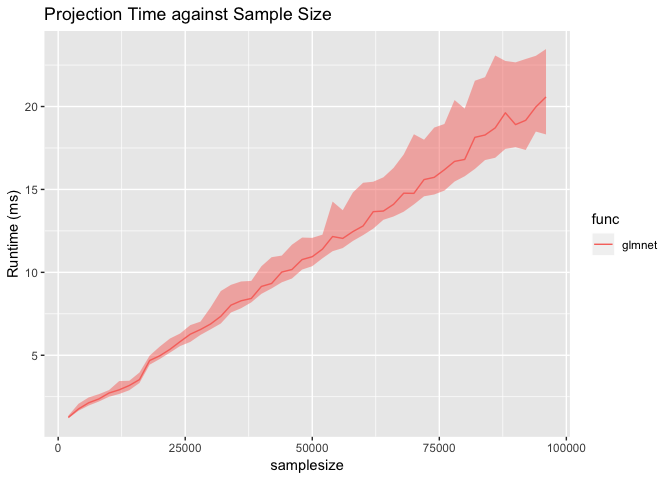 Projection Time against Sample Size
Runtime (ms)
20
15
10
5
0
25000
50000
75000
100000
samplesize
func
glmnet